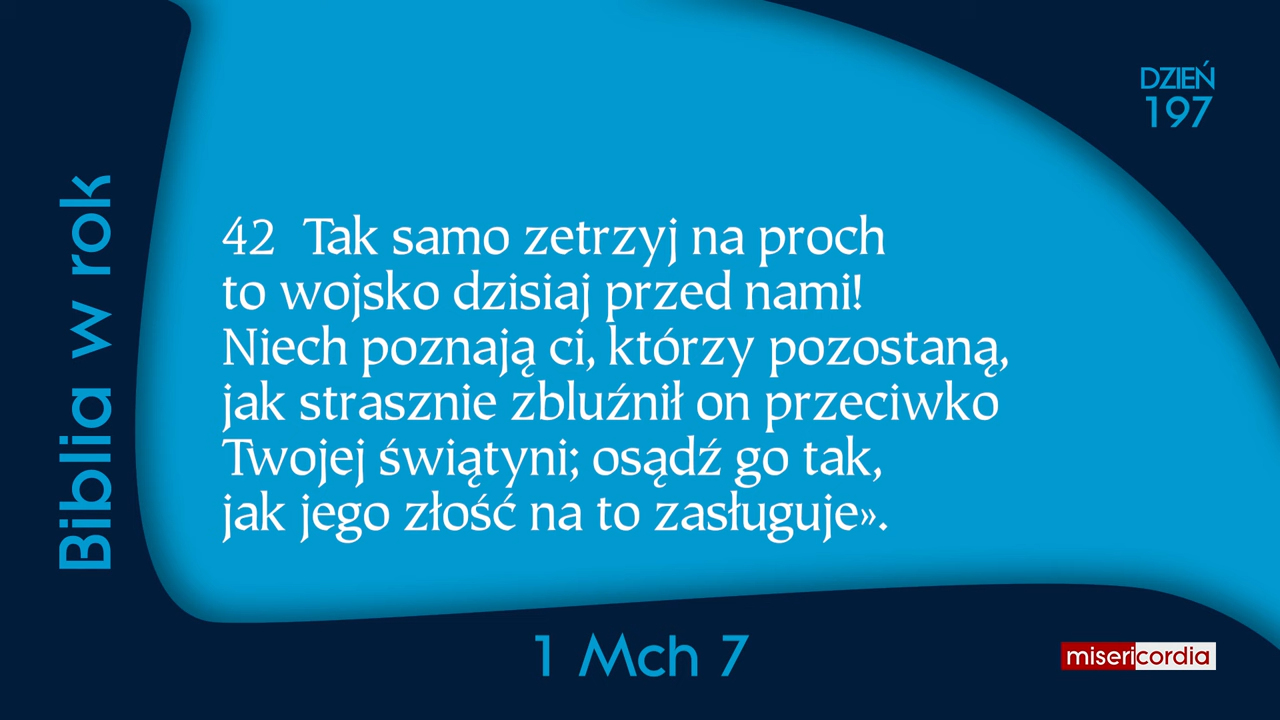 DZIEŃ
197
Biblia w rok
42 Tak samo zetrzyj na proch
to wojsko dzisiaj przed nami!
Niech poznają ci, którzy pozostaną,
jak strasznie zbluźnił on przeciwko
Twojej świątyni; osądź go tak,
jak jego złość na to zasługuje».
1 Mch 7
misericordia